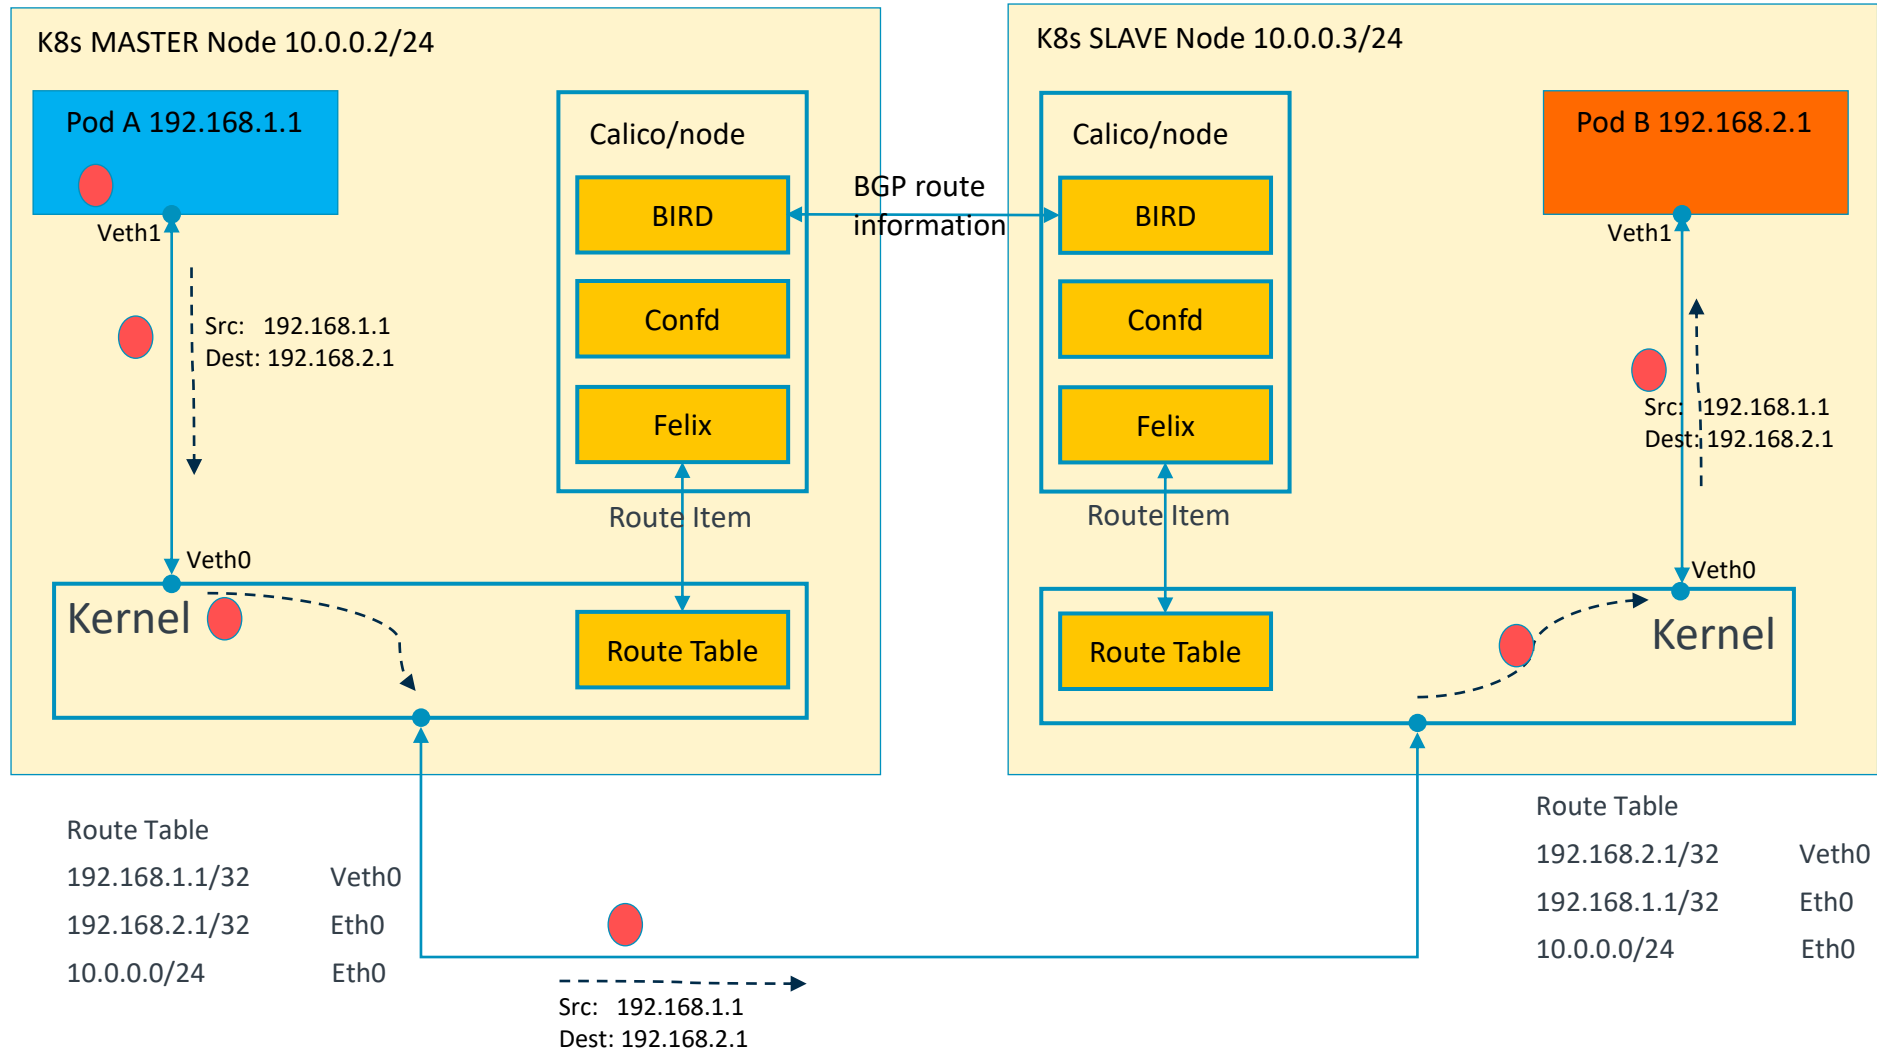 K8s MASTER Node 10.0.0.2/24
Pod A 192.168.1.1
Veth1
Src: 192.168.1.1
Dest: 192.168.2.1
Veth0
Calico/node
BIRD
Confd
Felix
Route Item
Kernel
Route Table
BGP route
information
K8s SLAVE Node 10.0.0.3/24
Calico/node
BIRD
Confd
Felix
Route Item
Pod B 192.168.2.1
Veth1
Src: 192.168.1.1
Dest: 192.168.2.1
Veth0
Route Table
Kernel
Route Table
192.168.1.1/32 Veth0
192.168.2.1/32 Eth0
10.0.0.0/24 Eth0
Src: 192.168.1.1
Dest: 192.168.2.1
Route Table
192.168.2.1/32 Veth0
192.168.1.1/32 Eth0
10.0.0.0/24 Eth0